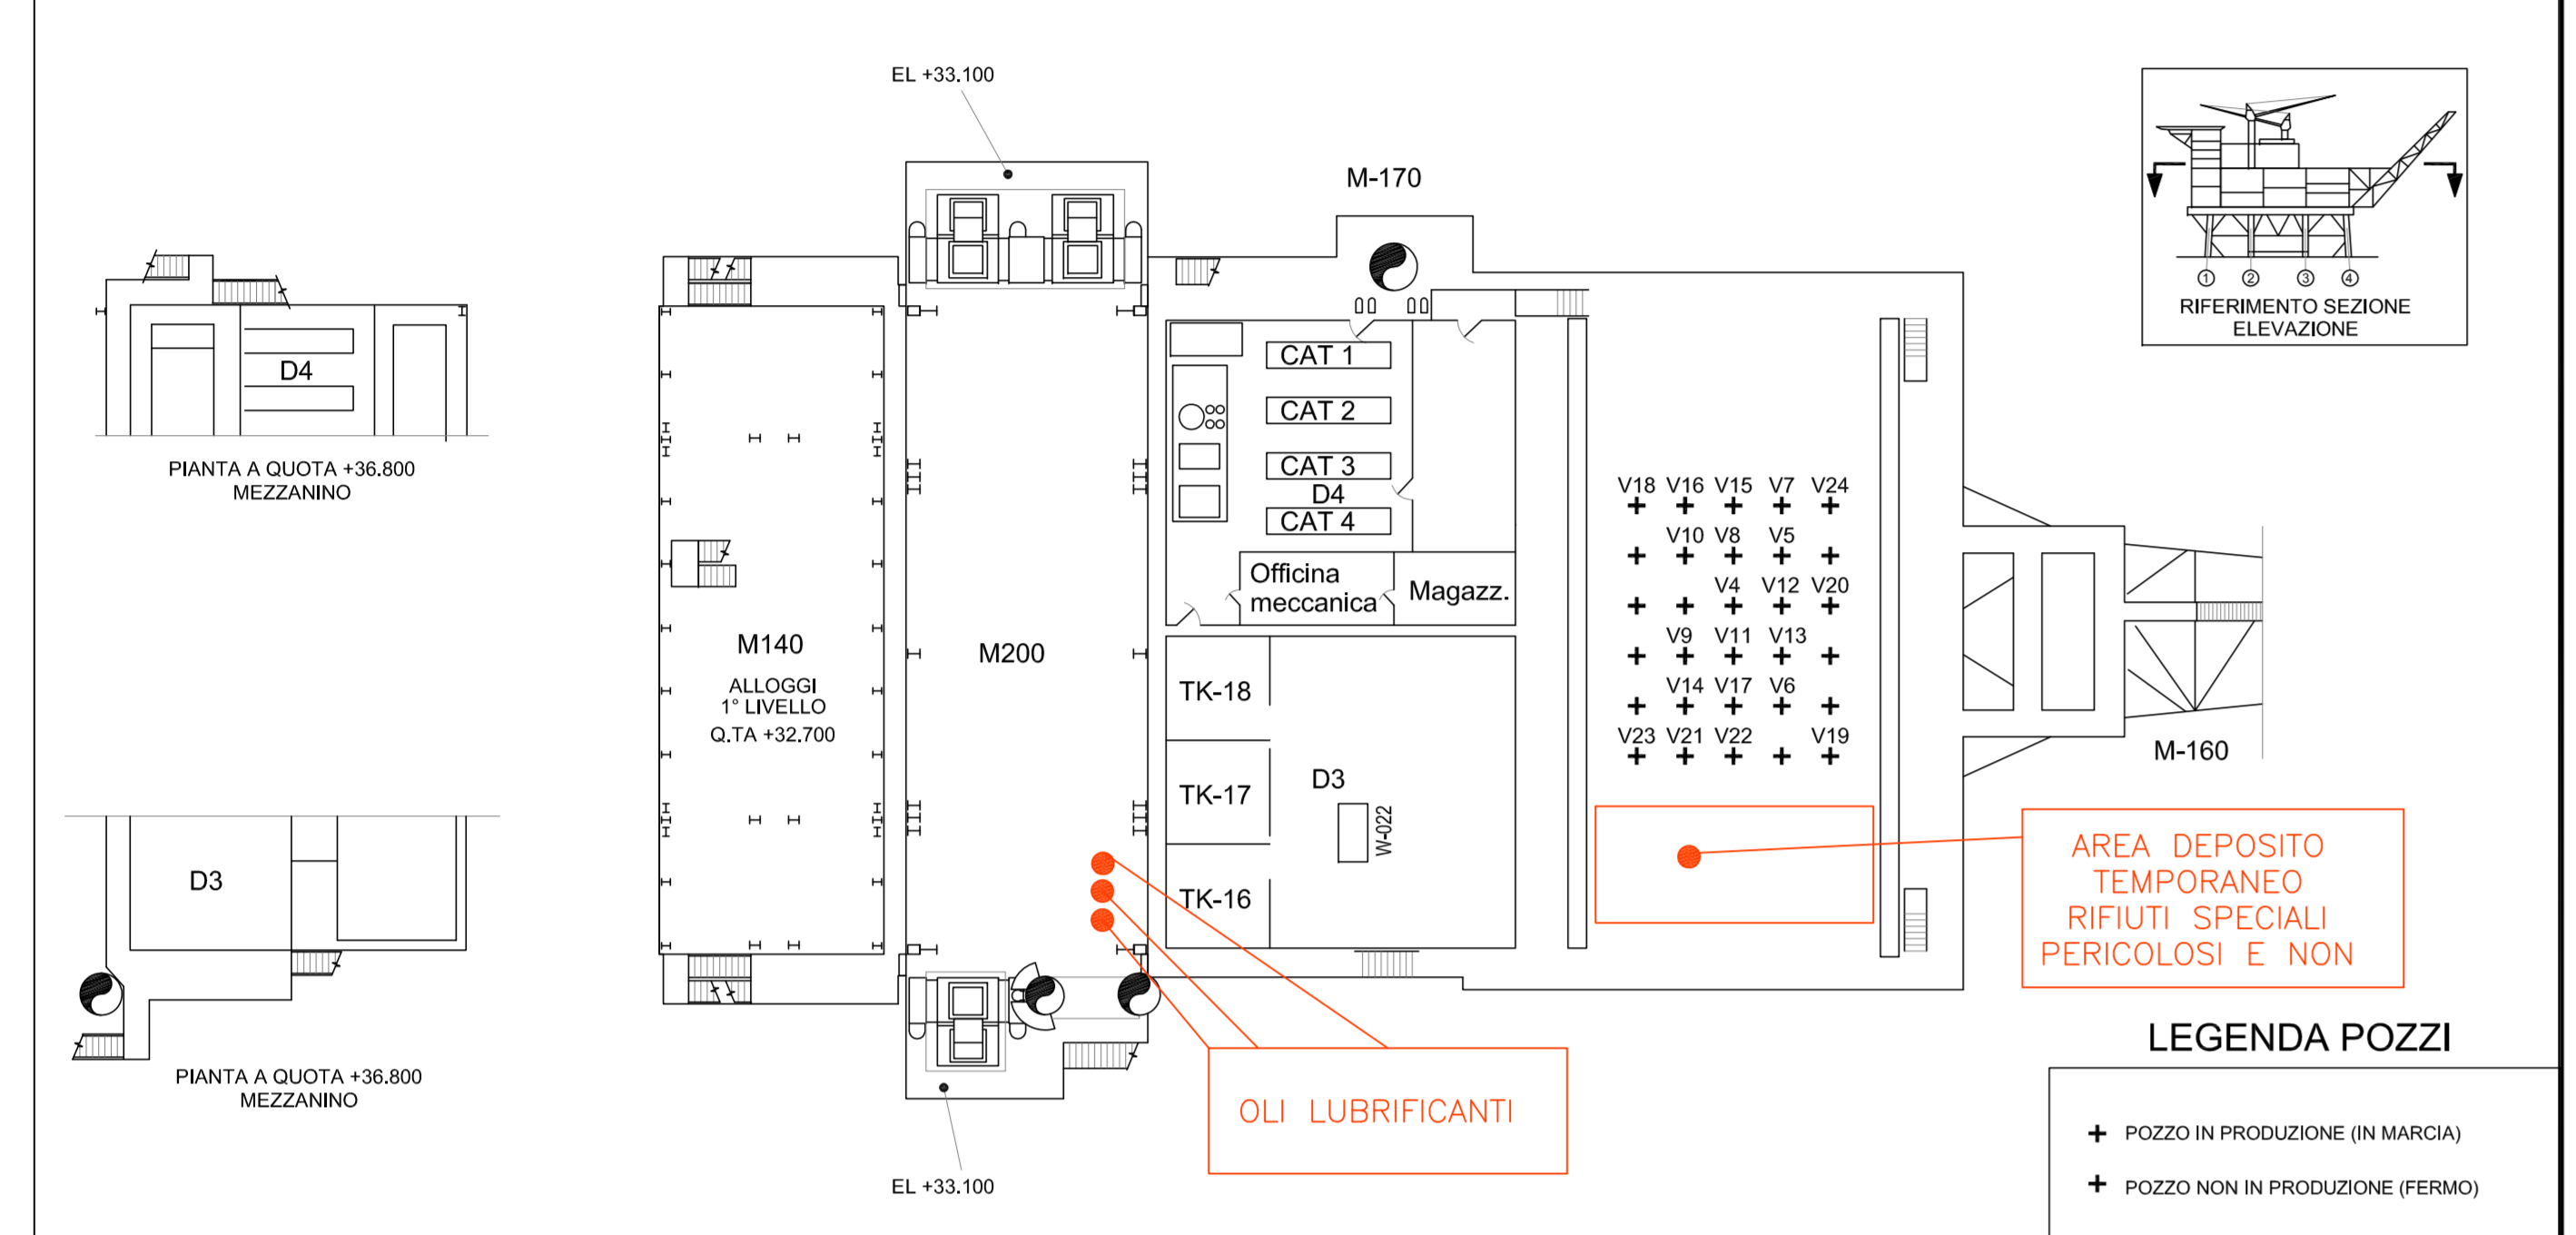 EL +33.100
M-170
1 2 3 4
RIFERIMENTO SEZIONE
ELEVAZIONE
D4
PIANTA A QUOTA +36.800
MEZZANINO
CAT 1
CAT 2
CAT 3
D4
CAT 4
Officina
meccanica
Magazz.
V18 V16 V15 V7 V24
V10 V8 V5
V4 V12 V20
V9 V11 V13
V14 V17 V6
V23 V21 V22 V19
M140
ALLOGGI
1° LIVELLO
Q.TA +32.700
M200
TK-18
TK-17
TK-16
D3
W-022
M-160
D3
PIANTA A QUOTA +36.800
MEZZANINO
AREA DEPOSITO
TEMPORANEO
RIFIUTI SPECIALI
PERICOLOSI E NON
OLI LUBRIFICANTI
EL +33.100
LEGENDA POZZI
POZZO IN PRODUZIONE (IN MARCIA)
POZZO NON IN PRODUZIONE (FERMO)